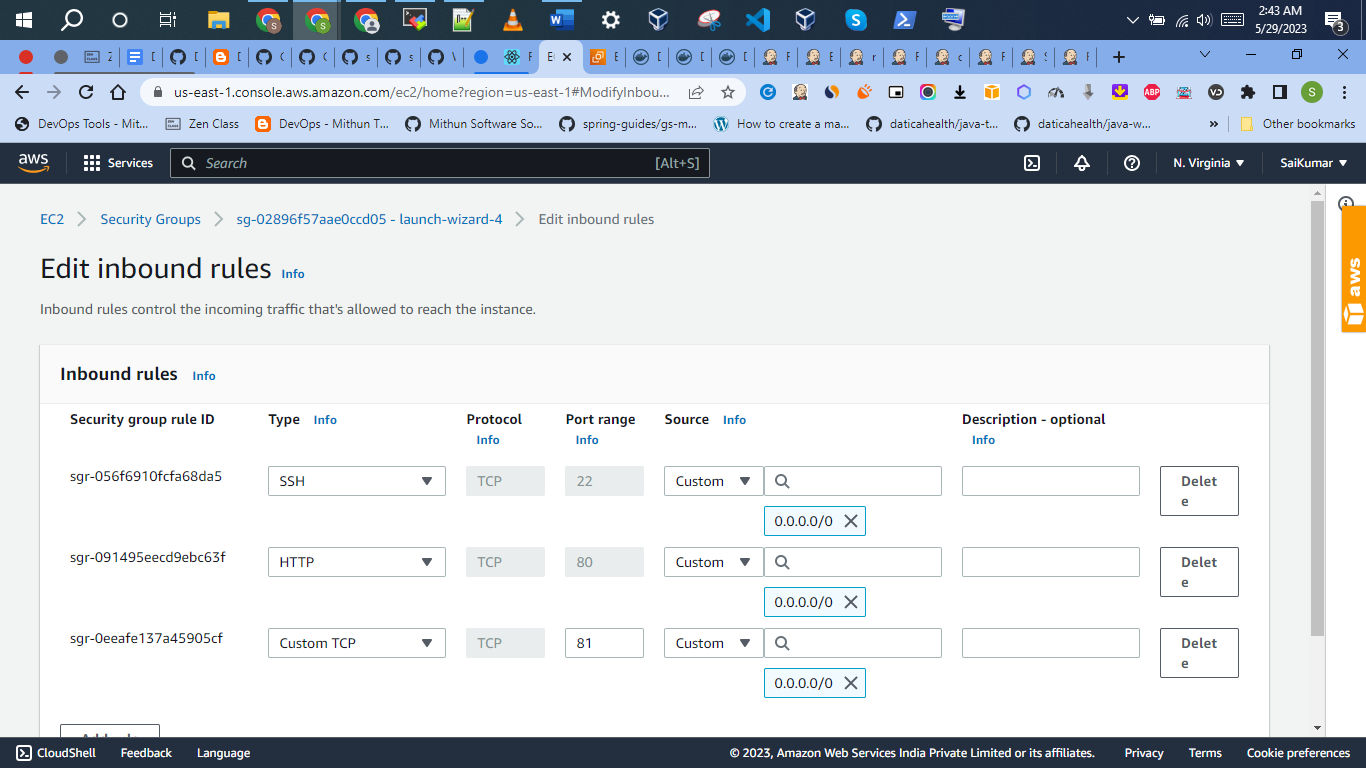 2:43 AM
5/29/2023
3
us-east-1.console.aws.amazon.com/ec2/home?region=us-east-1#ModifyInbou...
S
DevOps Tools - Mit...
Zen Class
DevOps - Mithun T...
Mithun Software So...
spring-guides/gs-m...
How to create a ma...
daticahealth/java-t...
daticahealth/java-w...
»
Other bookmarks
aws
Services
Search
[Alt+S]
N. Virginia
SaiKumar
EC2
Security Groups
sg-02896f57aae0ccd05 - launch-wizard-4
Edit inbound rules
Edit inbound rules Info
Inbound rules control the incoming traffic that's allowed to reach the instance.
aws
Inbound rules Info
Security group rule ID
Type Info
Protocol Info
Port range Info
Source Info
Description - optional Info
sgr-056f6910fcfa68da5
SSH
TCP
22
Custom
0.0.0.0/0
Delete
sgr-091495eecd9ebc63f
HTTP
TCP
80
Custom
0.0.0.0/0
Delete
sgr-0eeafe137a45905cf
Custom TCP
TCP
81
Custom
0.0.0.0/0
Delete
CloudShell
Feedback
Language
© 2023, Amazon Web Services India Private Limited or its affiliates.
Privacy
Terms
Cookie preferences